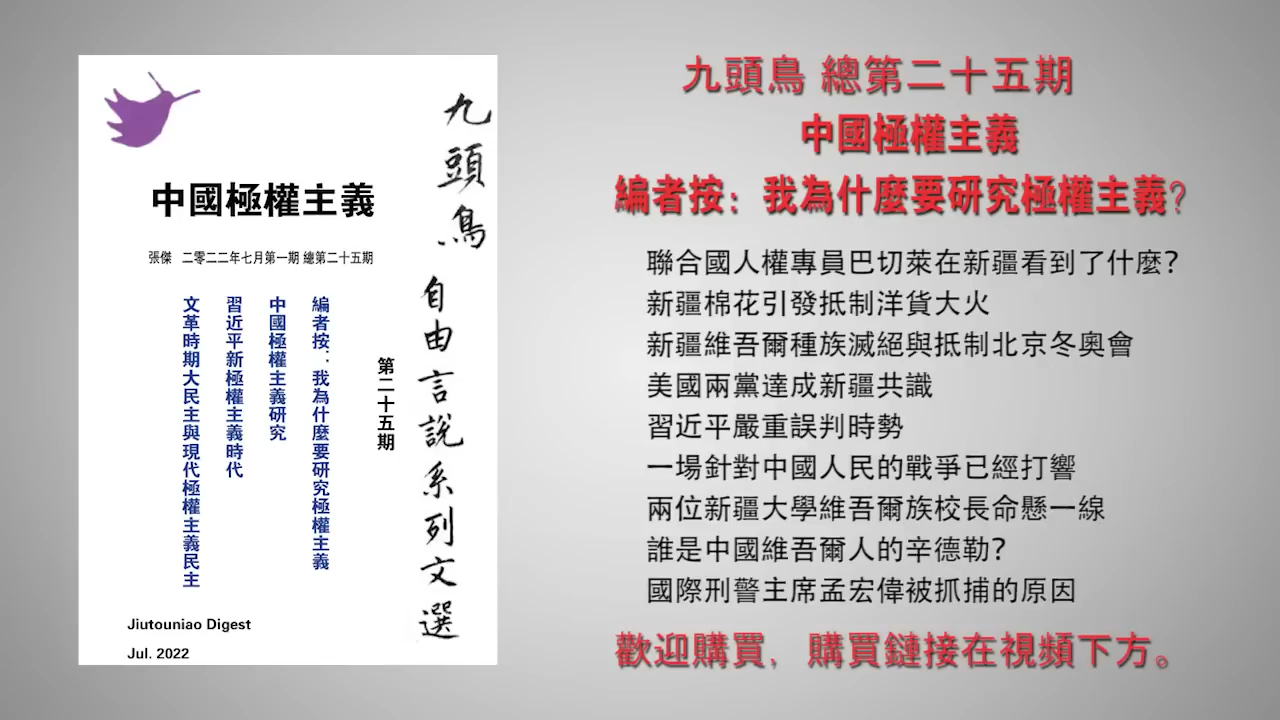 中國極權主義
張傑 二零二二年七月第一期 總第二十五期
九頭鳥 自由言說系列文選
第二十五期
編者按：我為什麼要研究極權主義
中國極權主義研究
習近平新極權主義時代
文革時期大民主與現代極權主義民主
Jiutouniao Digest
Jul. 2022
九頭鳥 總第二十五期
中國極權主義
編者按：我為什麼要研究極權主義?
聯合國人權專員巴切萊在新疆看到了什麼?
新疆棉花引發抵制洋貨大火
新疆維吾爾種族滅絕與抵制北京冬奧會
美國兩黨達成新疆共識
習近平嚴重誤判時勢
一場針對中國人民的戰爭已經打響
兩位新疆大學維吾爾族校長命懸一線
誰是中國維吾爾人的辛德勒?
國際刑警主席孟宏偉被抓捕的原因
歡迎購買，購買鏈接在視頻下方。